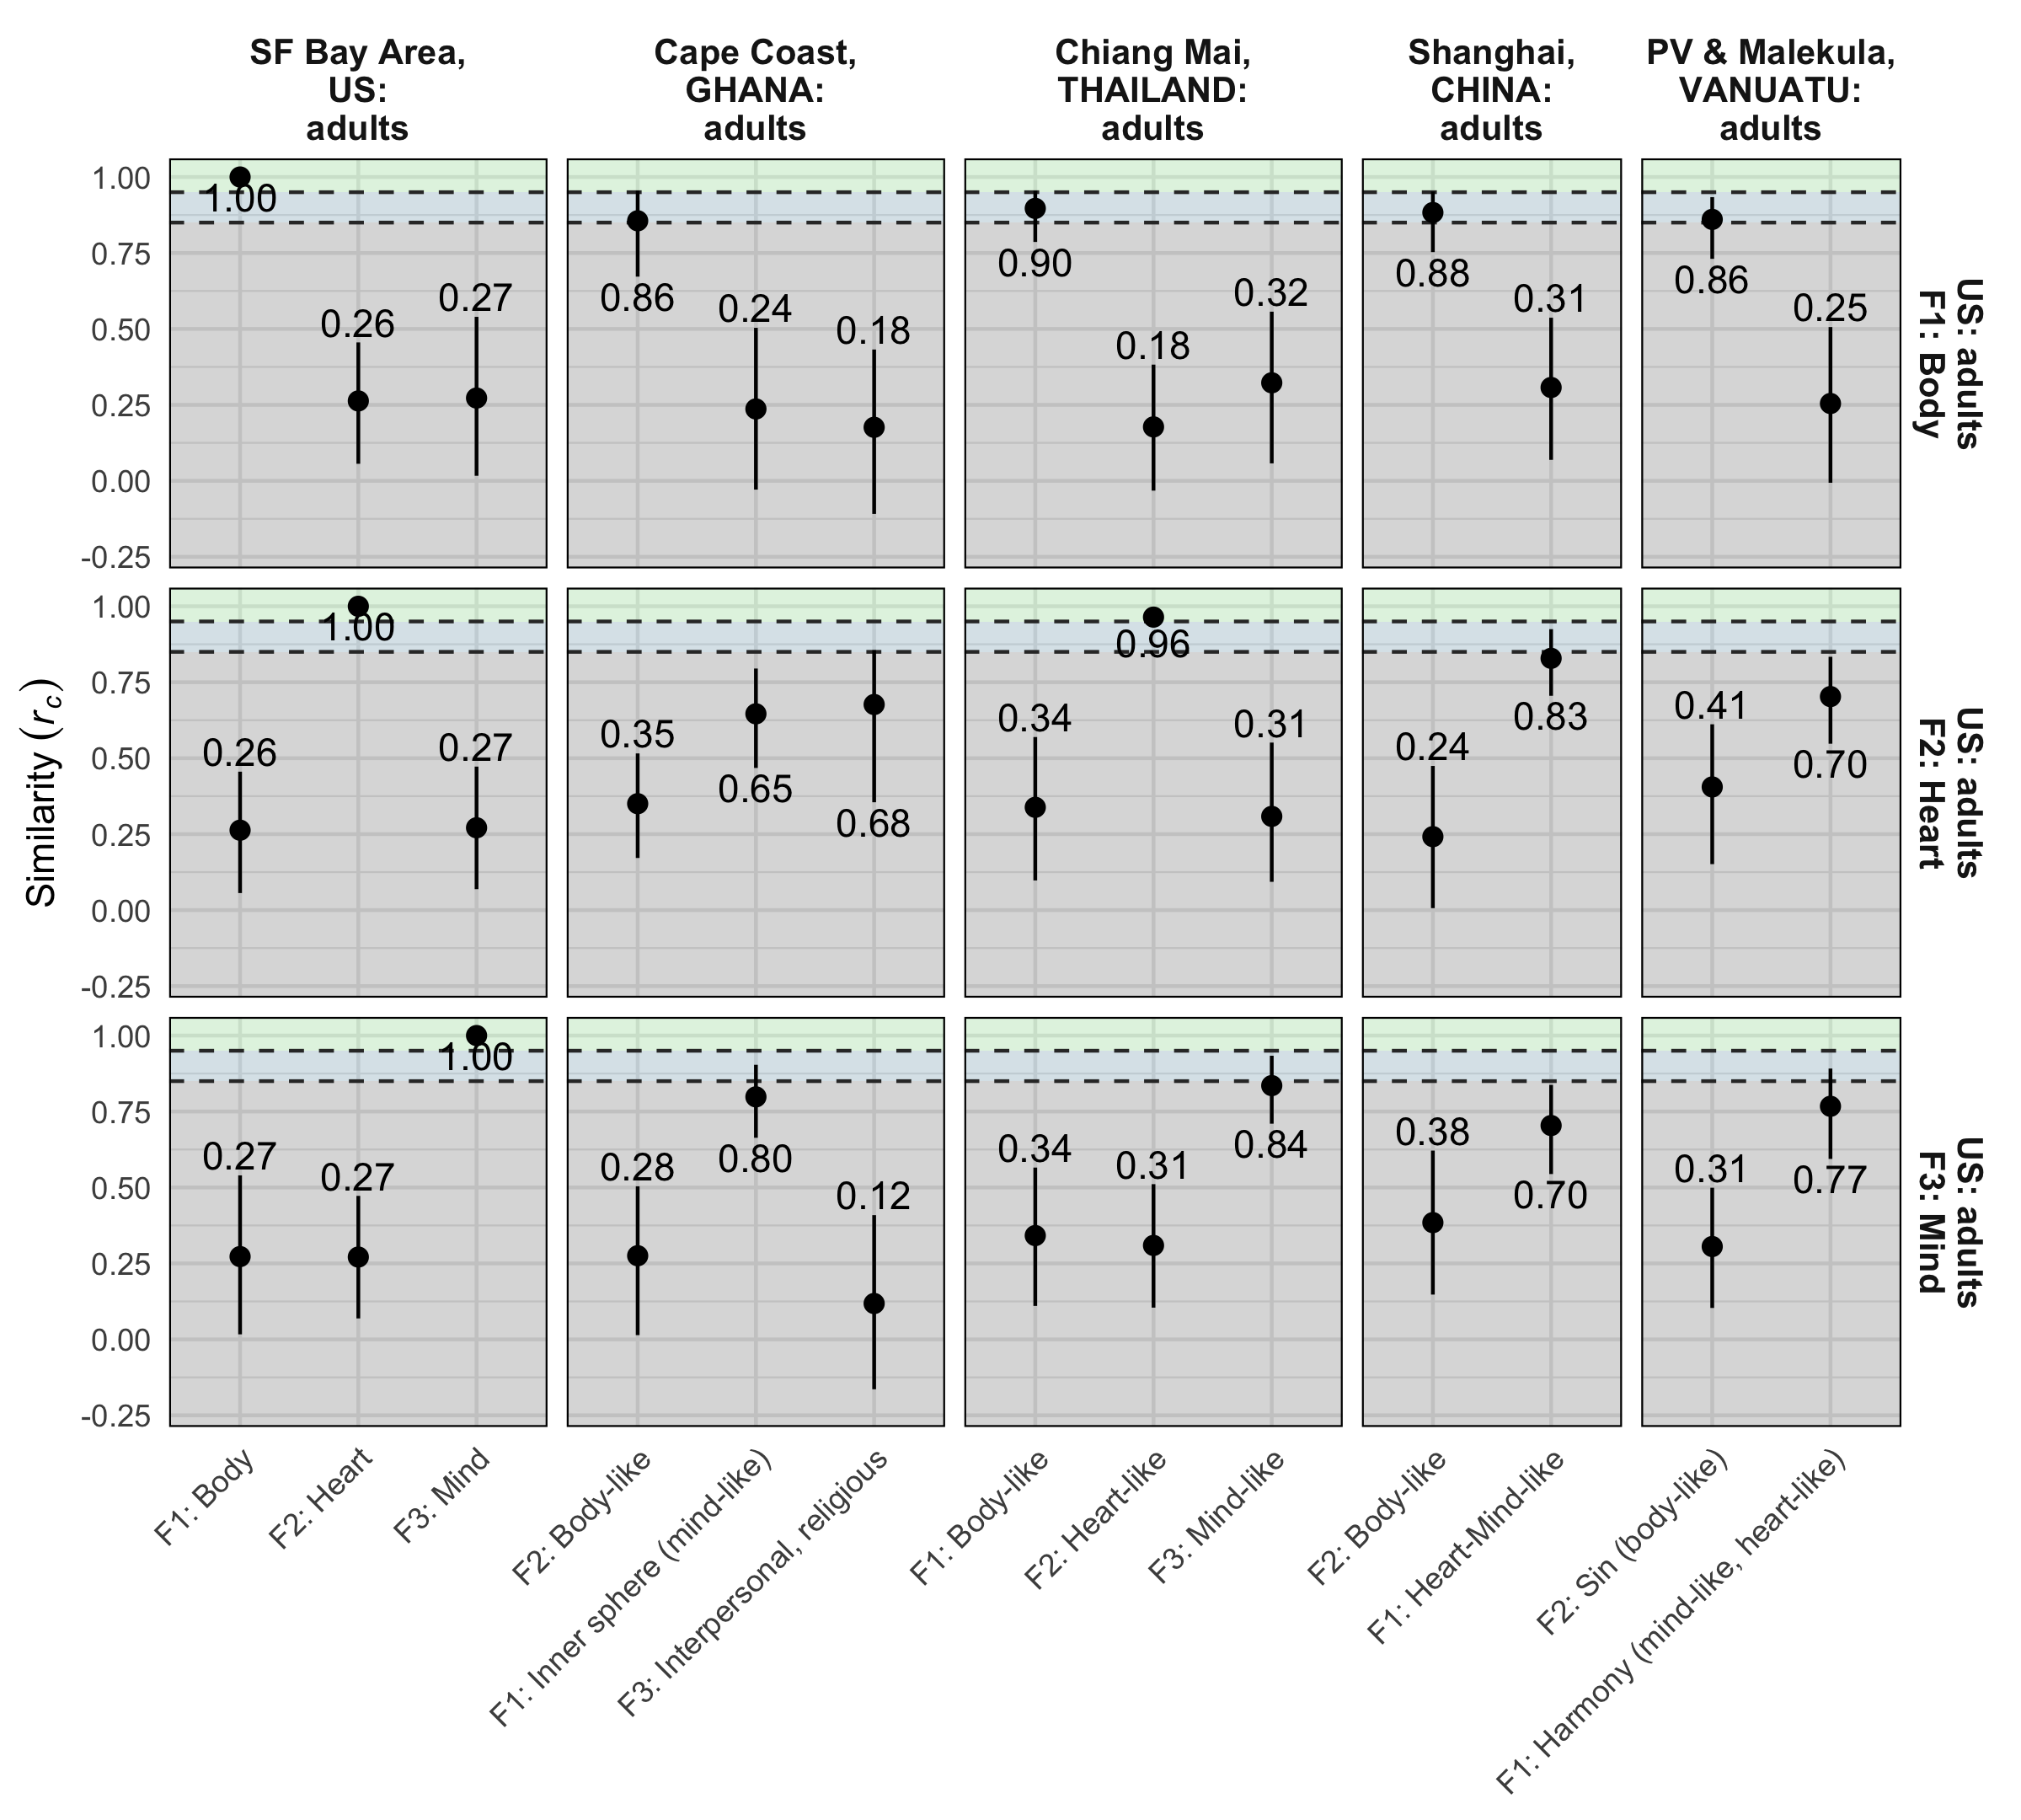 SF Bay Area,
US:
adults
Cape Coast,
GHANA:
adults
Chiang Mai,
THAILAND:
adults
Shanghai,
CHINA:
adults
PV & Malekula,
VANUATU:
adults
Similarity (rc)
1.00
0.75
0.50
0.25
0.00
-0.25
1.00
0.26
0.27
0.86
0.24
0.18
0.90
0.18
0.32
0.88
0.31
0.86
0.25
US: adults
F1: Body
1.00
0.75
0.50
0.25
0.00
-0.25
0.26
1.00
0.27
0.35
0.65
0.68
0.34
0.96
0.31
0.24
0.83
0.41
0.70
US: adults
F2: Heart
1.00
0.75
0.50
0.25
0.00
-0.25
0.27
0.27
1.00
0.28
0.80
0.12
0.34
0.31
0.84
0.38
0.70
0.31
0.77
US: adults
F3: Mind
F1: Body
F2: Heart
F3: Mind
F2: Body-like
F1: Inner sphere (mind-like)
F3: Interpersonal, religious
F1: Body-like
F2: Heart-like
F3: Mind-like
F2: Body-like
F1: Heart-Mind-like
F2: Sin (body-like)
F1: Harmony (mind-like, heart-like)